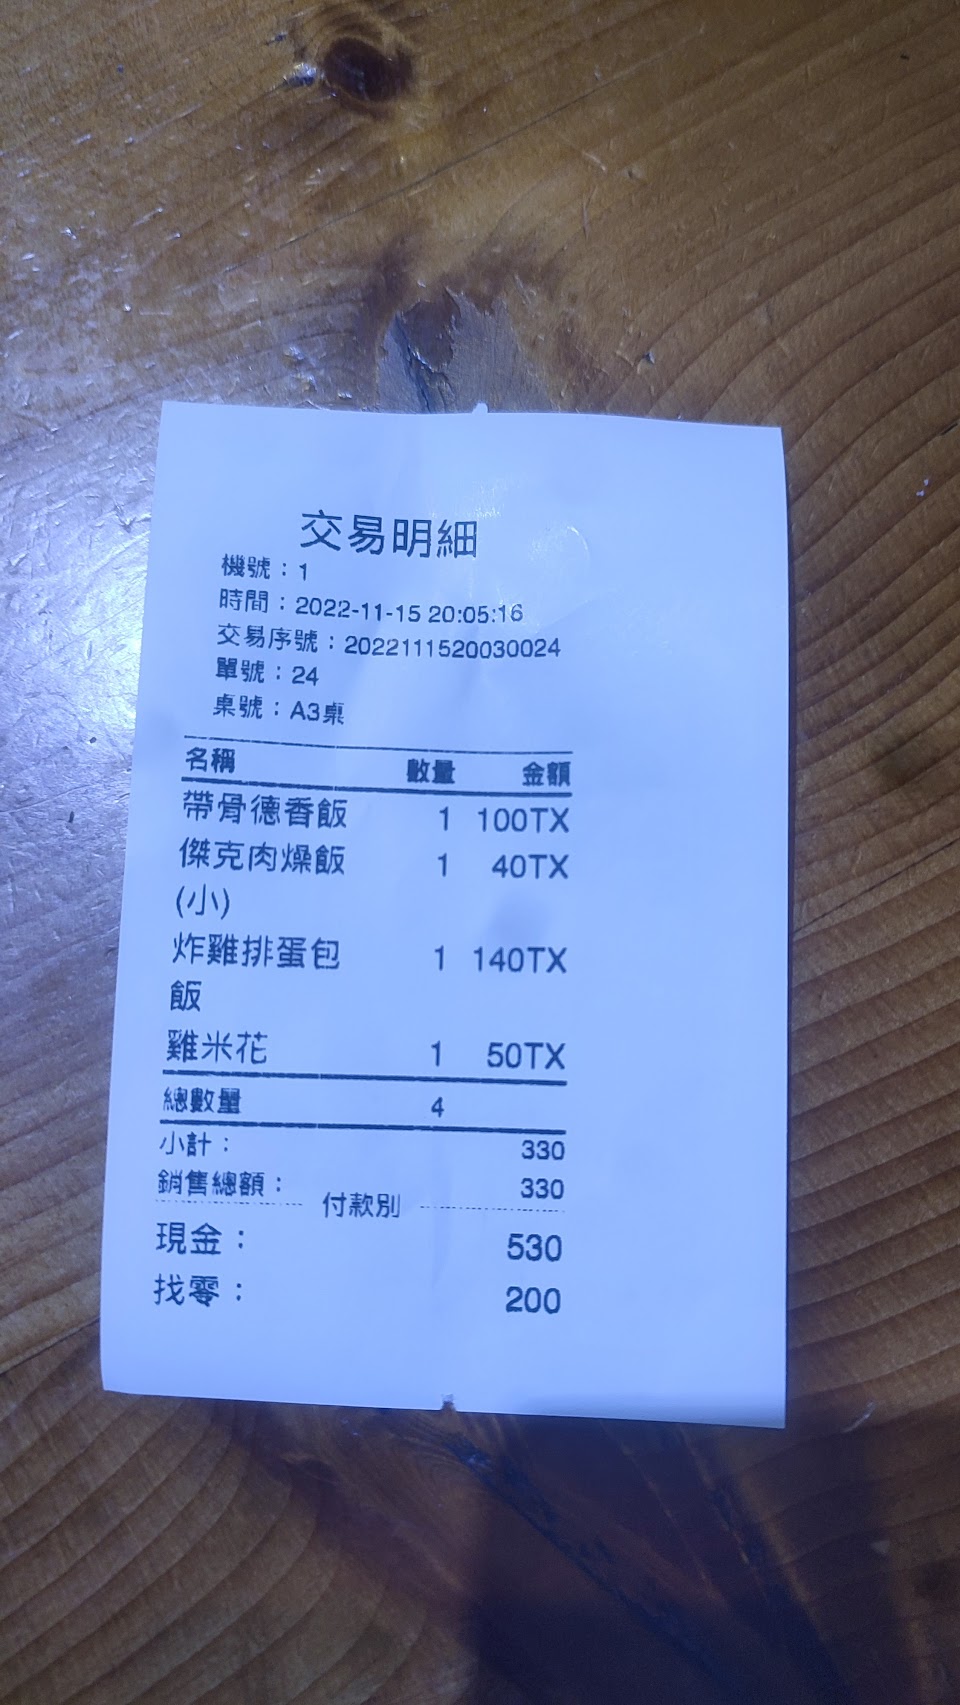 交易明細
機號：1
時間：2022-11-15 20:05:16
交易序號：2022111520030024
單號：24
桌號：A3桌
名稱 數量 金額
帶骨德香飯 1 100TX
傑克肉燥飯 1 40TX
(小)
炸雞排蛋包 1 140TX
飯
雞米花 1 50TX
總數量 4
小計： 330
銷售總額： 330
付款別
現金： 530
找零： 200